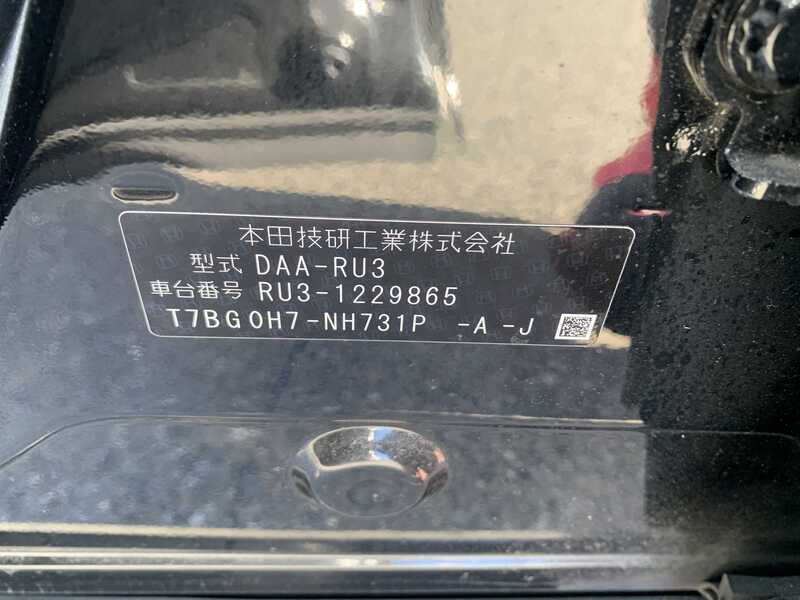 本田技研工業株式会社
型式 DAA-RU3
車台番号 RU3-1229865
T7BG0H7-NH731P -A -J